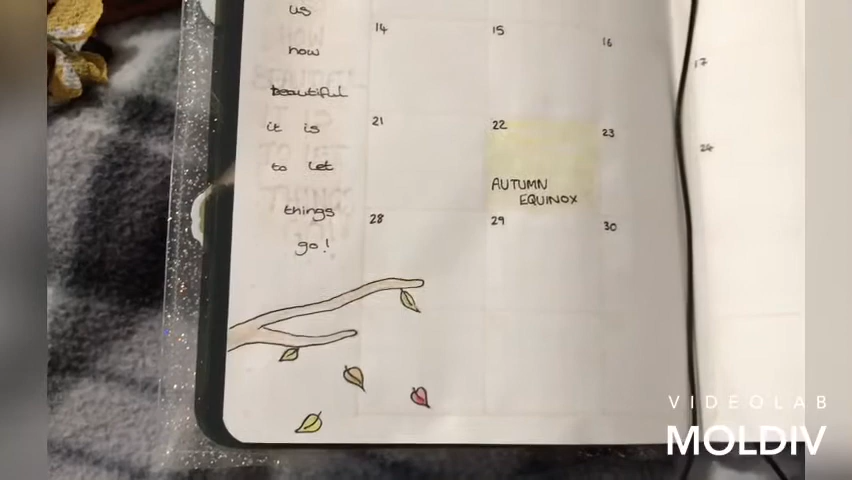 us
how
beautiful
it is
to let
things
go!
14 15 16
21 22 23
AUTUMN
EQUINOX
28 29 30
17
24
VIDEOLAB
MOLDIV